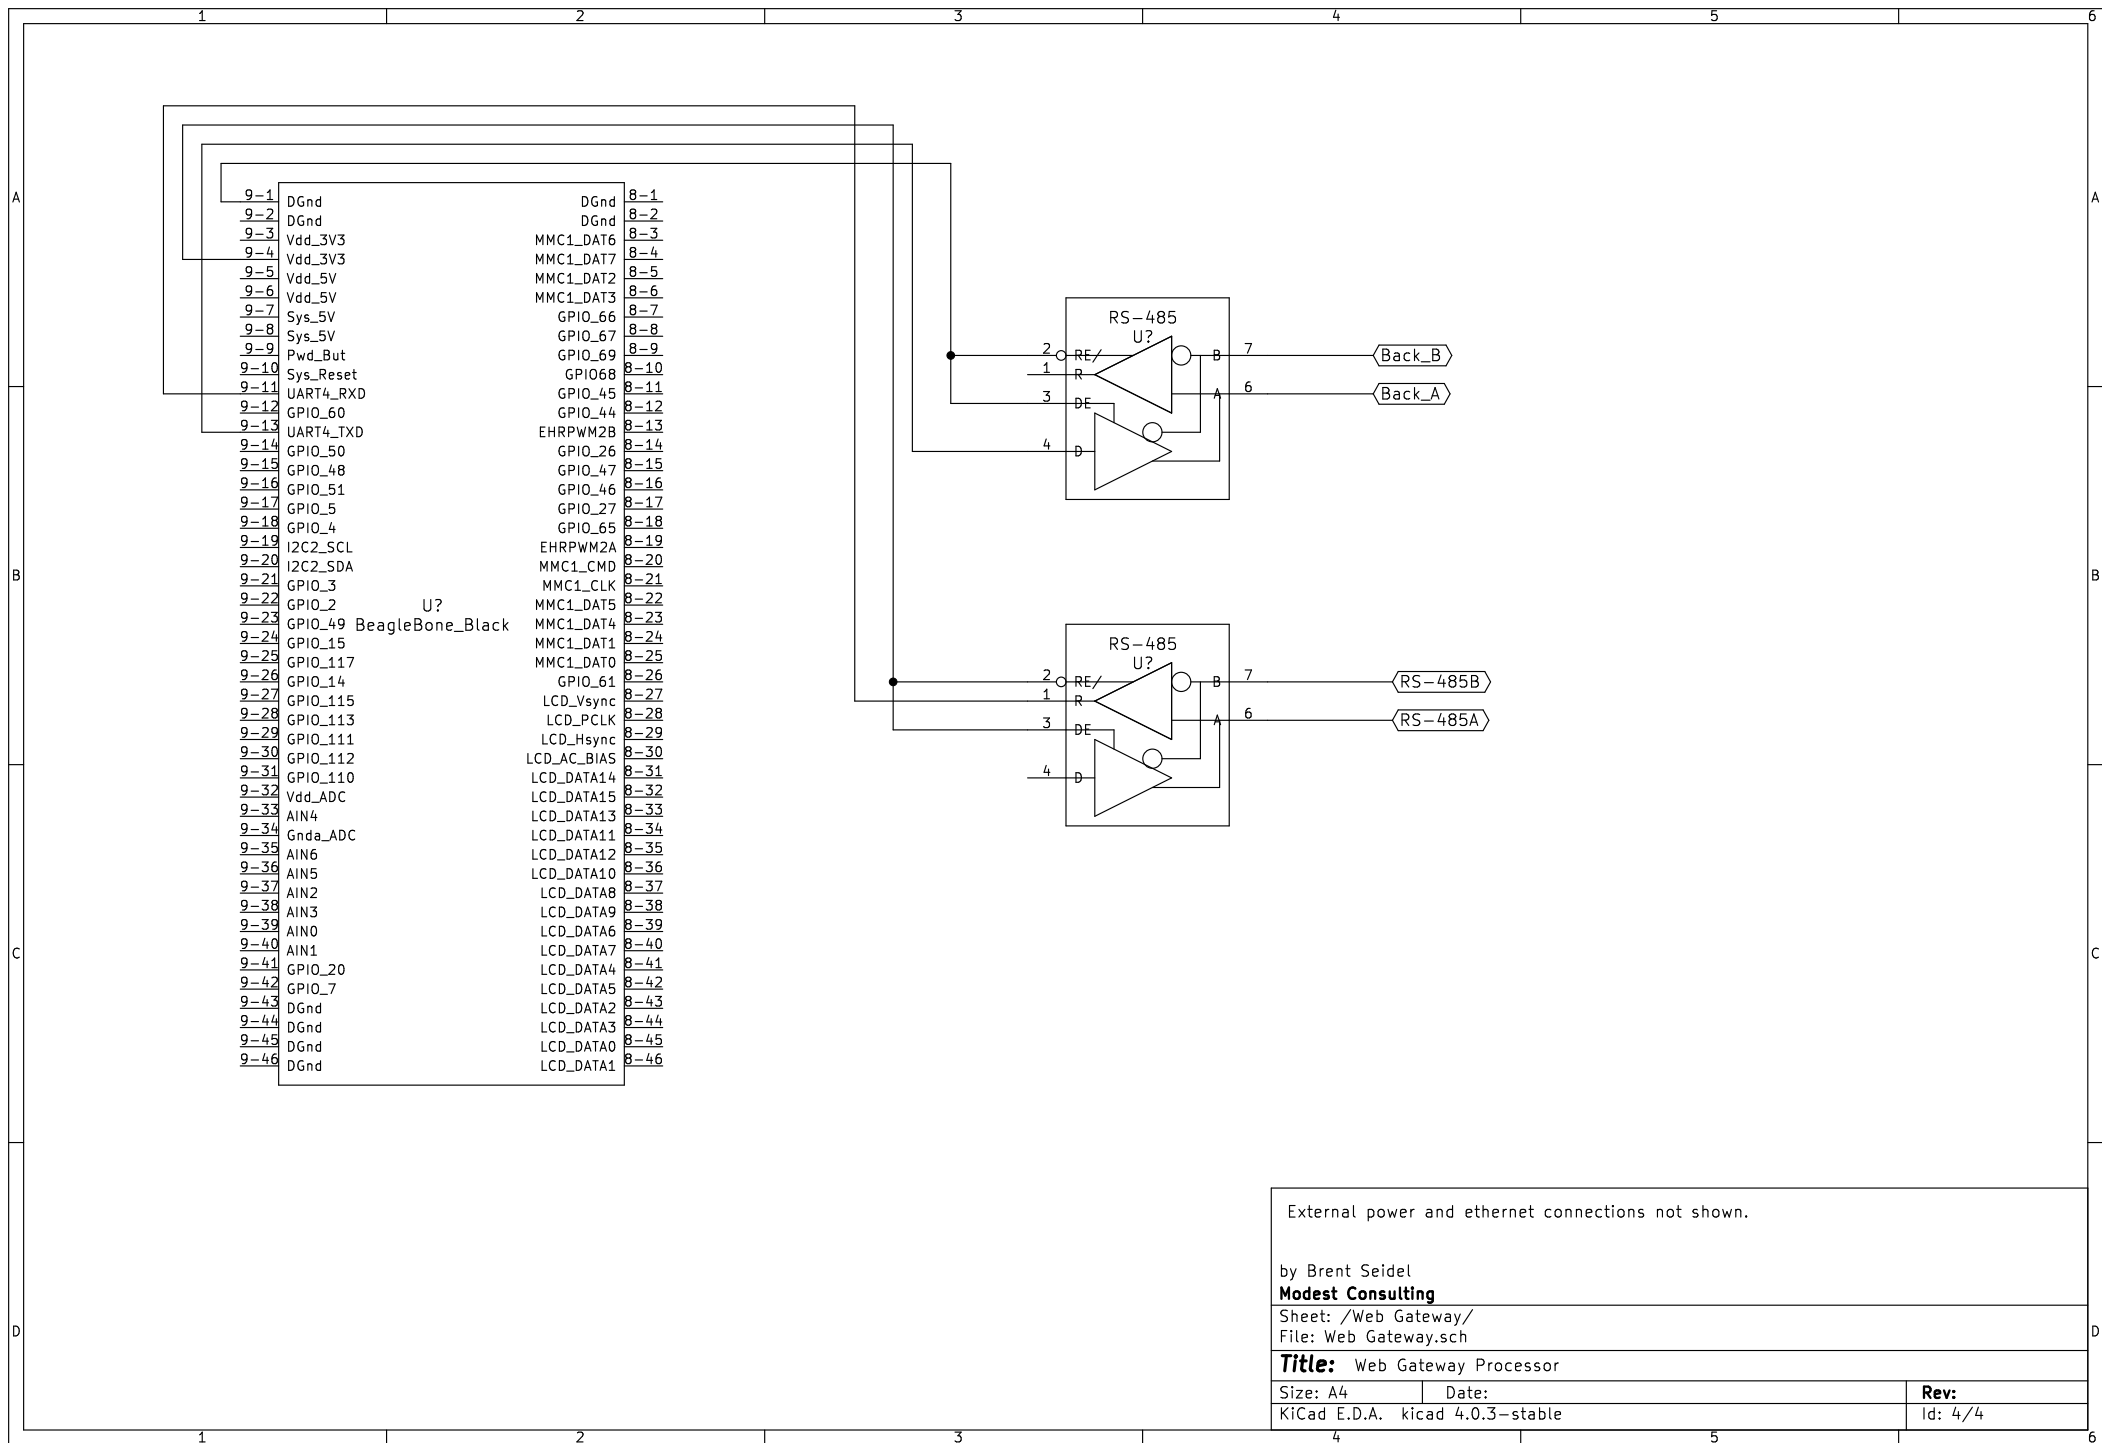 1 2 3 4 5 6
A A
9-1 DGnd DGnd 8-1
9-2 DGnd DGnd 8-2
9-3 Vdd_3V3 MMC1_DAT6 8-3
9-4 Vdd_3V3 MMC1_DAT7 8-4
9-5 Vdd_5V MMC1_DAT2 8-5
9-6 Vdd_5V MMC1_DAT3 8-6
9-7 Sys_5V GPIO_66 8-7
9-8 Sys_5V GPIO_67 8-8
9-9 Pwd_But GPIO_69 8-9
9-10 Sys_Reset GPIO68 8-10
9-11 UART4_RXD GPIO_45 8-11
9-12 GPIO_60 GPIO_44 8-12
9-13 UART4_TXD EHRPWM2B 8-13
9-14 GPIO_50 GPIO_26 8-14
9-15 GPIO_48 GPIO_47 8-15
9-16 GPIO_51 GPIO_46 8-16
9-17 GPIO_5 GPIO_27 8-17
9-18 GPIO_4 GPIO_65 8-18
9-19 I2C2_SCL EHRPWM2A 8-19
9-20 I2C2_SDA MMC1_CMD 8-20
9-21 GPIO_3 MMC1_CLK 8-21
9-22 GPIO_2 U? MMC1_DAT5 8-22
9-23 GPIO_49 BeagleBone_Black MMC1_DAT4 8-23
9-24 GPIO_15 MMC1_DAT1 8-24
9-25 GPIO_117 MMC1_DAT0 8-25
9-26 GPIO_14 GPIO_61 8-26
9-27 GPIO_115 LCD_Vsync 8-27
9-28 GPIO_113 LCD_PCLK 8-28
9-29 GPIO_111 LCD_Hsync 8-29
9-30 GPIO_112 LCD_AC_BIAS 8-30
9-31 GPIO_110 LCD_DATA14 8-31
9-32 Vdd_ADC LCD_DATA15 8-32
9-33 AIN4 LCD_DATA13 8-33
9-34 Gnda_ADC LCD_DATA11 8-34
9-35 AIN6 LCD_DATA12 8-35
9-36 AIN5 LCD_DATA10 8-36
9-37 AIN2 LCD_DATA8 8-37
9-38 AIN3 LCD_DATA9 8-38
9-39 AIN0 LCD_DATA6 8-39
9-40 AIN1 LCD_DATA7 8-40
9-41 GPIO_20 LCD_DATA4 8-41
9-42 GPIO_7 LCD_DATA5 8-42
9-43 DGnd LCD_DATA2 8-43
9-44 DGnd LCD_DATA3 8-44
9-45 DGnd LCD_DATA0 8-45
9-46 DGnd LCD_DATA1 8-46
RS-485
U?
2 RE/ B 7 Back_B
1 R
A 6 Back_A
3 DE
4 D
B B
RS-485
U?
2 RE/ B 7 RS-485B
1 R
A 6 RS-485A
3 DE
4 D
C C
External power and ethernet connections not shown.
by Brent Seidel
Modest Consulting
Sheet: /Web Gateway/
File: Web Gateway.sch
D D
Title: Web Gateway Processor
Size: A4 Date: Rev:
KiCad E.D.A. kicad 4.0.3-stable Id: 4/4
1 2 3 4 5 6